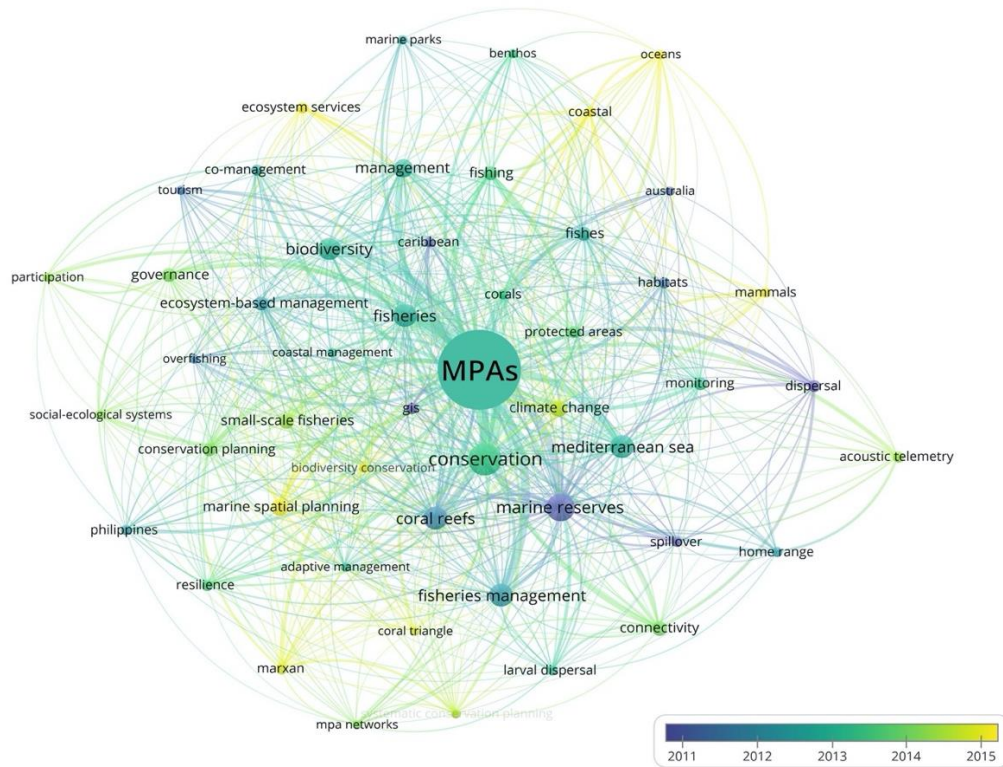 marine parks
benthos
oceans
ecosystem services
coastal
co-management
management
fishing
tourism
australia
biodiversity
caribbean
fishes
participation
governance
habitats
mammals
ecosystem-based management
corals
fisheries
protected areas
overfishing
coastal management
MPAs
monitoring
dispersal
social-ecological systems
small-scale fisheries
gis
climate change
conservation planning
mediterranean sea
acoustic telemetry
biodiversity conservation
conservation
marine spatial planning
coral reefs
marine reserves
philippines
spillover
home range
adaptive management
resilience
fisheries management
coral triangle
connectivity
marxan
larval dispersal
conservation planning
mpa networks
2011 2012 2013 2014 2015